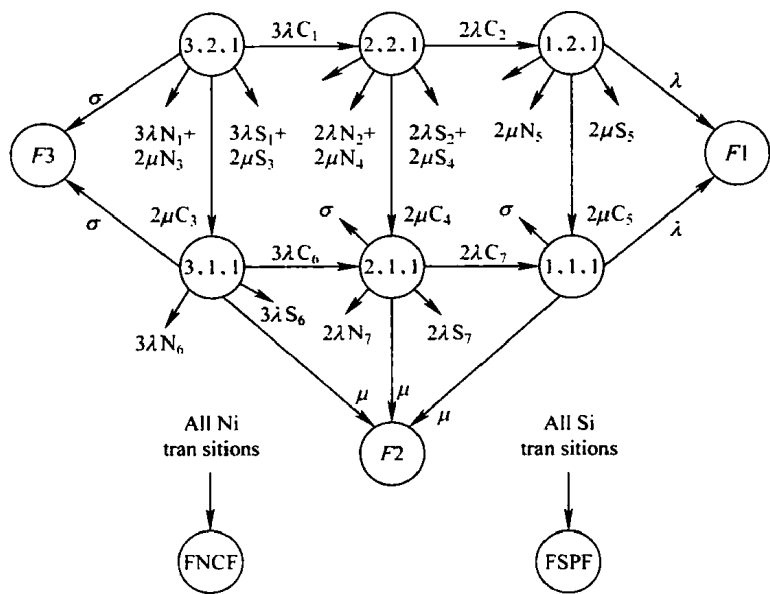 3λC₁
2λC₂
3,2,1
2,2,1
1,2,1
σ
λ
3λN₁+
2μN₃
3λS₁+
2μS₃
2λN₂+
2μN₄
2λS₂+
2μS₄
2μN₅
2μS₅
F3
F1
σ
2μC₃
σ
2μC₄
σ
2μC₅
λ
3,1,1
3λC₆
2,1,1
2λC₇
1,1,1
3λS₆
3λN₆
2λN₇
2λS₇
μ
μ
μ
F2
All Ni
tran sitions
All Si
tran sitions
FNCF
FSPF